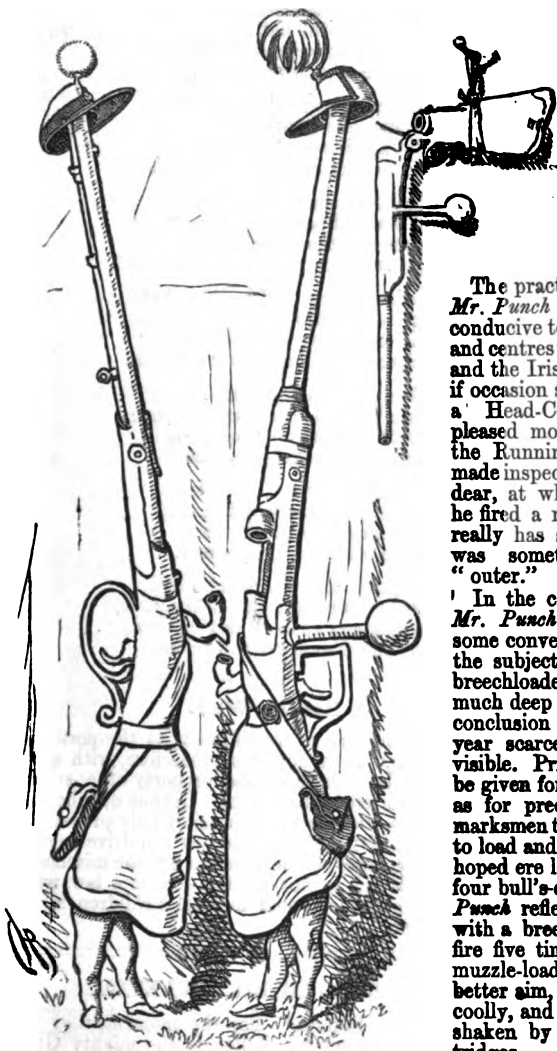 The pract
Mr. Punch
conducive t
and centres
and the Iris
if occasion s
a Head-C
pleased mo
the Runnin
made inspec
dear, at wh
he fired a r
really has
was somet
“outer.”
In the c
Mr. Punch
some conve
the subject
breechloade
much deep
conclusion
year scarce
visible. Pr
be given for
as for prec
marksmen t
to load and
hoped ere l
four bull's-e
Punch refle
with a bree
fire five tim
muzzle-load
better aim,
coolly, and
shaken by